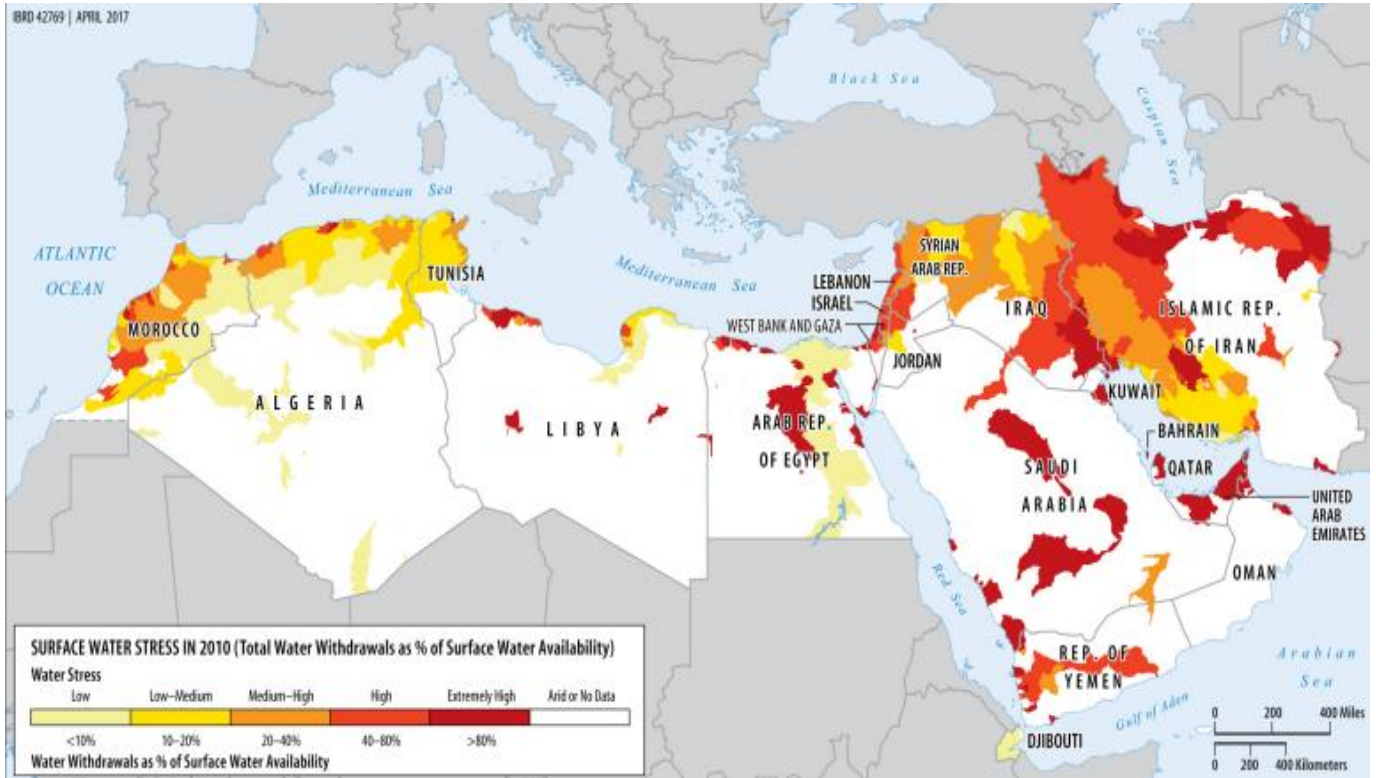 IBRD 42769 | APRIL 2017
Black Sea
Caspian Sea
Mediterranean Sea
ATLANTIC
OCEAN
TUNISIA
Mediterranean Sea
SYRIAN
ARAB REP.
LEBANON
ISRAEL
WEST BANK AND GAZA
MOROCCO
IRAQ
ISLAMIC REP.
OF IRAN
JORDAN
ALGERIA
LIBYA
ARAB REP.
OF EGYPT
KUWAIT
BAHRAIN
QATAR
SAUDI
ARABIA
UNITED
ARAB
EMIRATES
OMAN
Red Sea
REP. OF
YEMEN
Arabian
Sea
Gulf of Aden
DJIBOUTI
SURFACE WATER STRESS IN 2010 (Total Water Withdrawals as % of Surface Water Availability)
Water Stress
Low Low–Medium Medium–High High Extremely High Arid or No Data
<10% 10–20% 20–40% 40–80% >80%
Water Withdrawals as % of Surface Water Availability
0 200 400 Miles
0 200 400 Kilometers